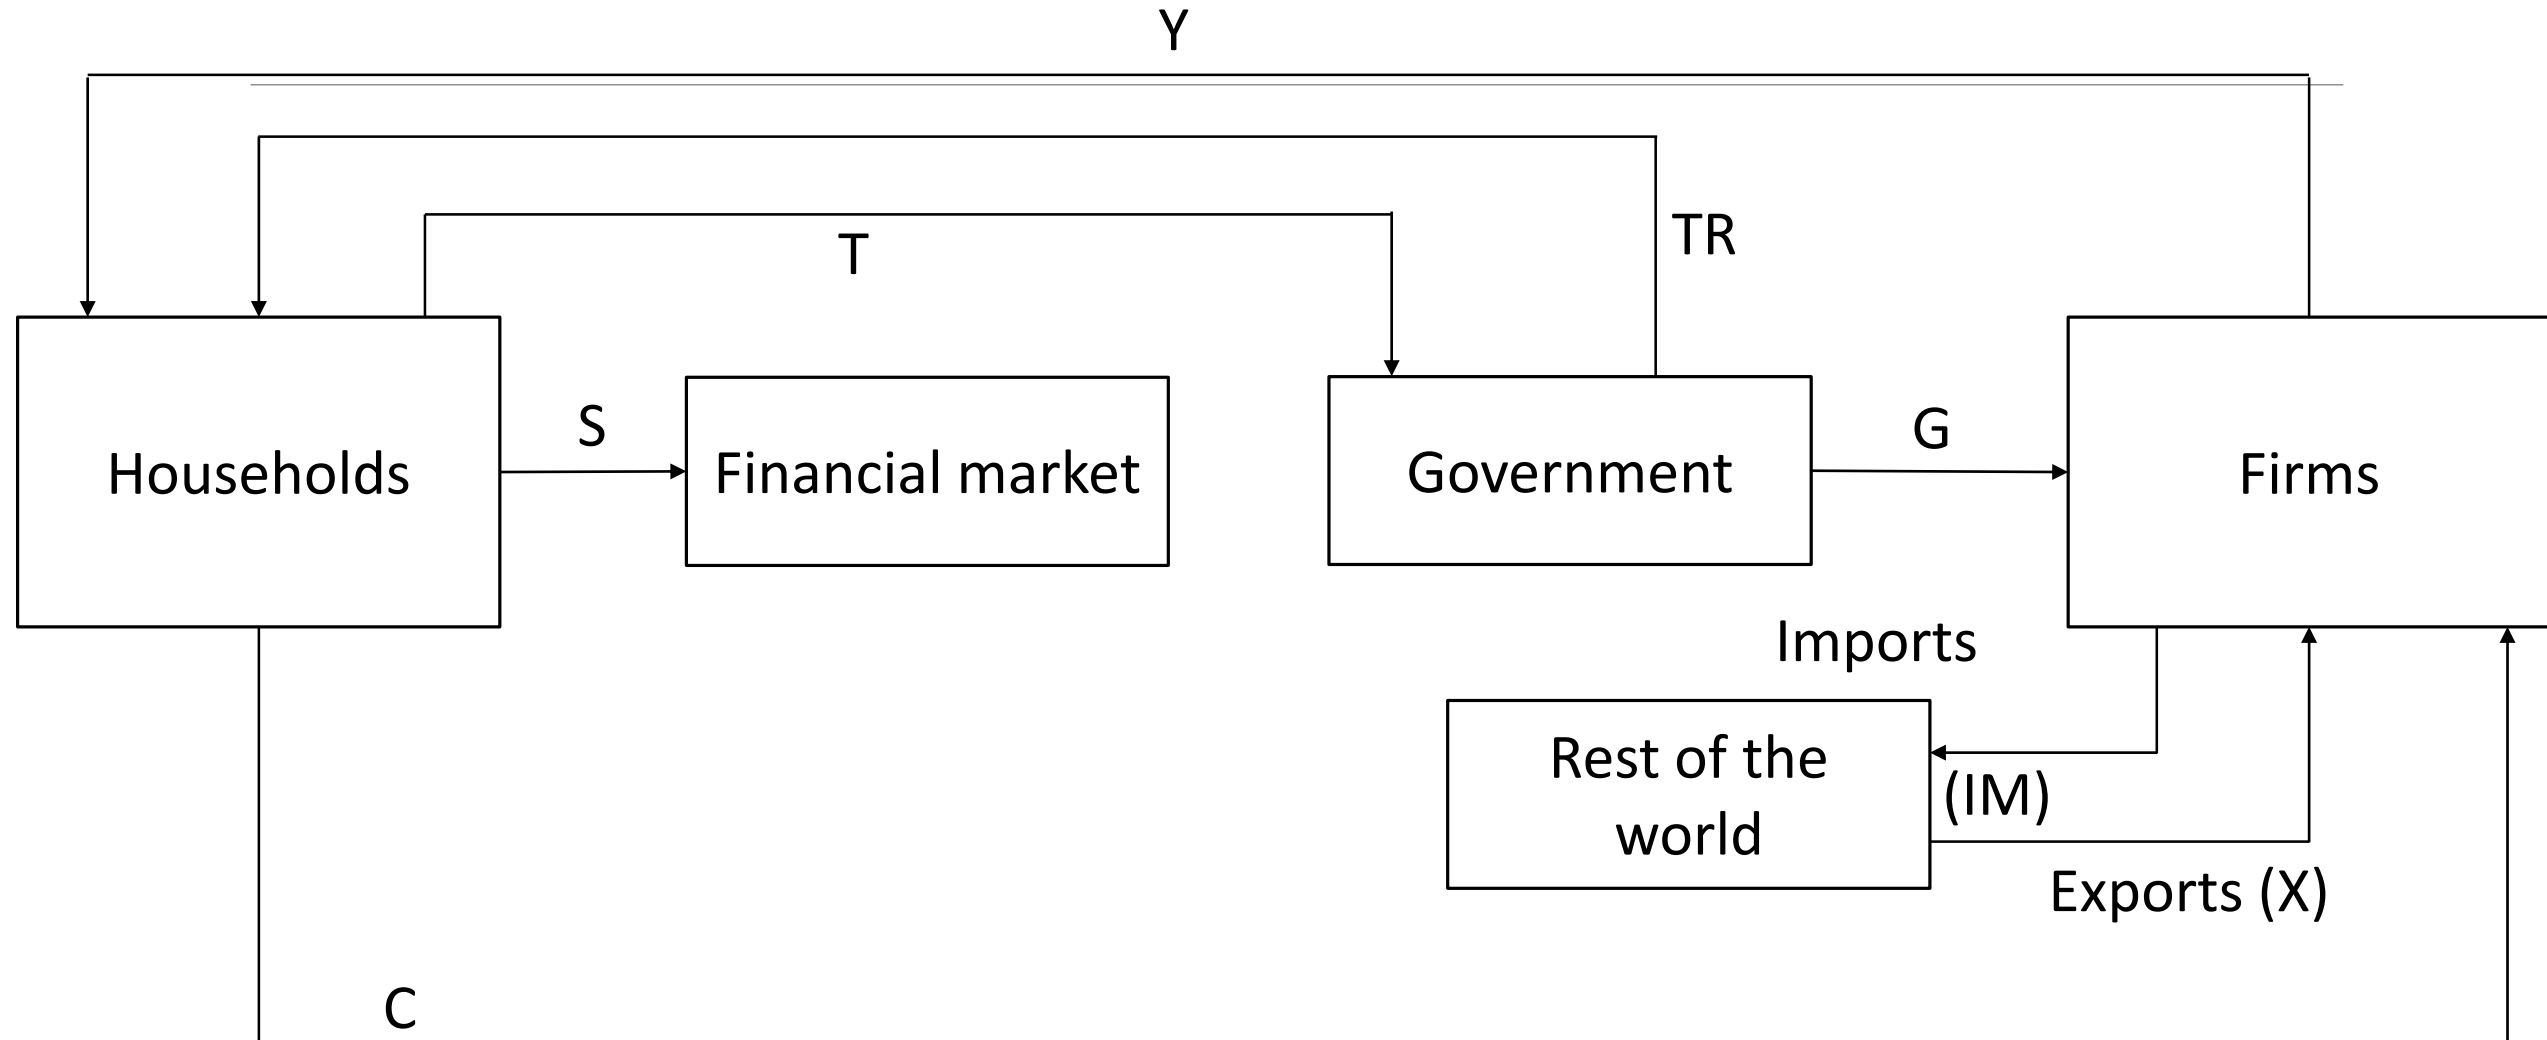 Y
TR
T
S
G
Households
Financial market
Government
Firms
Imports
Rest of the
world
(IM)
Exports (X)
C